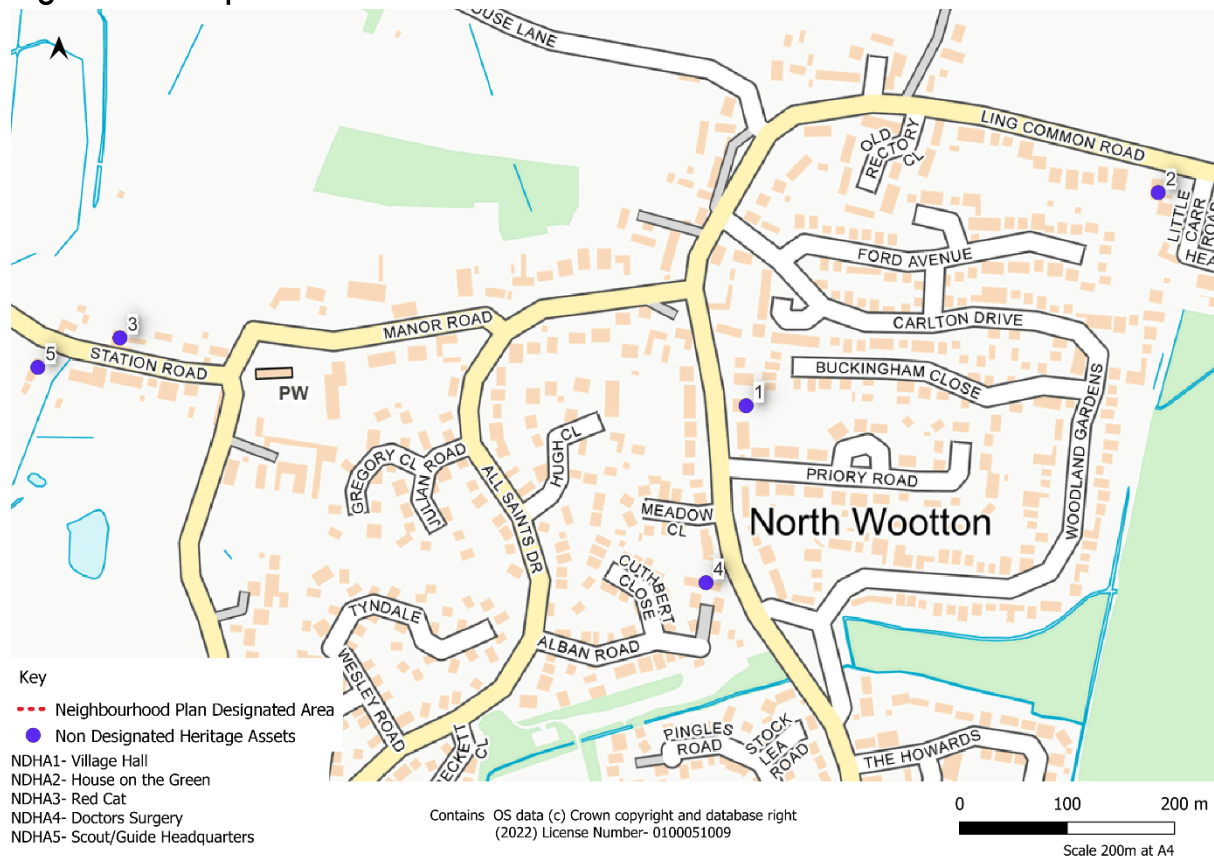 OUSE LANE
LING COMMON ROAD
OLD
RECTORY
CL
2
LITTLE
CARR
ROAD
HEA
FORD AVENUE
MANOR ROAD
CARLTON DRIVE
3
STATION ROAD
5
PW
BUCKINGHAM CLOSE
1
WOODLAND GARDENS
GREGORY CL
JULIAN ROAD
HUGH CL
ALL SAINTS DR
PRIORY ROAD
MEADOW
CL
North Wootton
4
CUTHBERT
CLOSE
TYNDALE
ALBAN ROAD
WESLEY ROAD
ECKETT
CL
PINGLES
ROAD
STOCK
LEA
ROAD
THE HOWARDS
Key
Neighbourhood Plan Designated Area
Non Designated Heritage Assets
NDHA1- Village Hall
NDHA2- House on the Green
NDHA3- Red Cat
NDHA4- Doctors Surgery
NDHA5- Scout/Guide Headquarters
Contains OS data (c) Crown copyright and database right
(2022) License Number- 0100051009
0 100 200 m
Scale 200m at A4